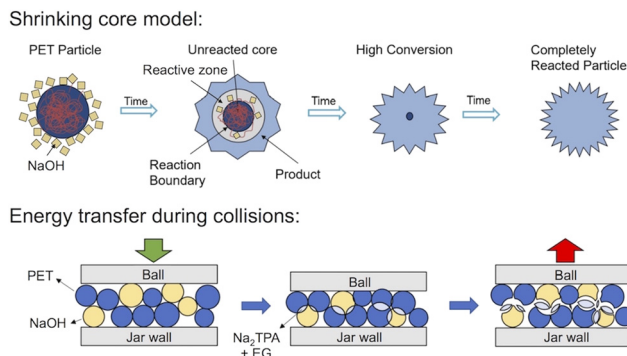 Shrinking core model:
PET Particle
Unreacted core
High Conversion
Completely
Reacted Particle
Reactive zone
Time
Time
Time
NaOH
Reaction
Boundary
Product
Energy transfer during collisions:
PET
NaOH
Ball
Jar wall
Ball
Jar wall
Na₂TPA
+ EG
Ball
Jar wall